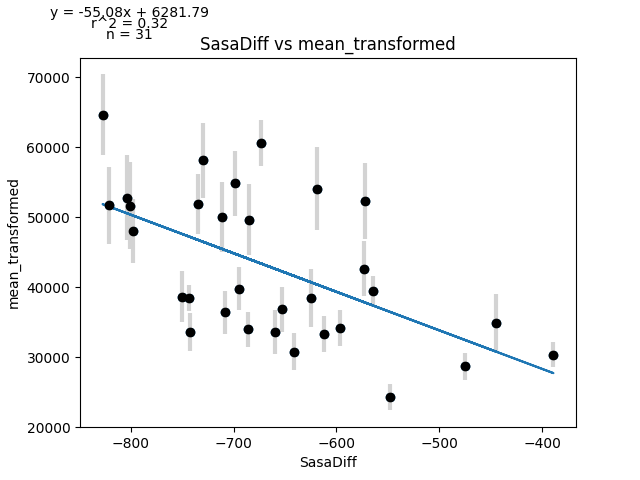 y = -55.08x + 6281.79
r^2 = 0.32
n = 31
SasaDiff vs mean_transformed
70000
60000
50000
40000
30000
20000
mean_transformed
−800
−700
−600
−500
−400
SasaDiff